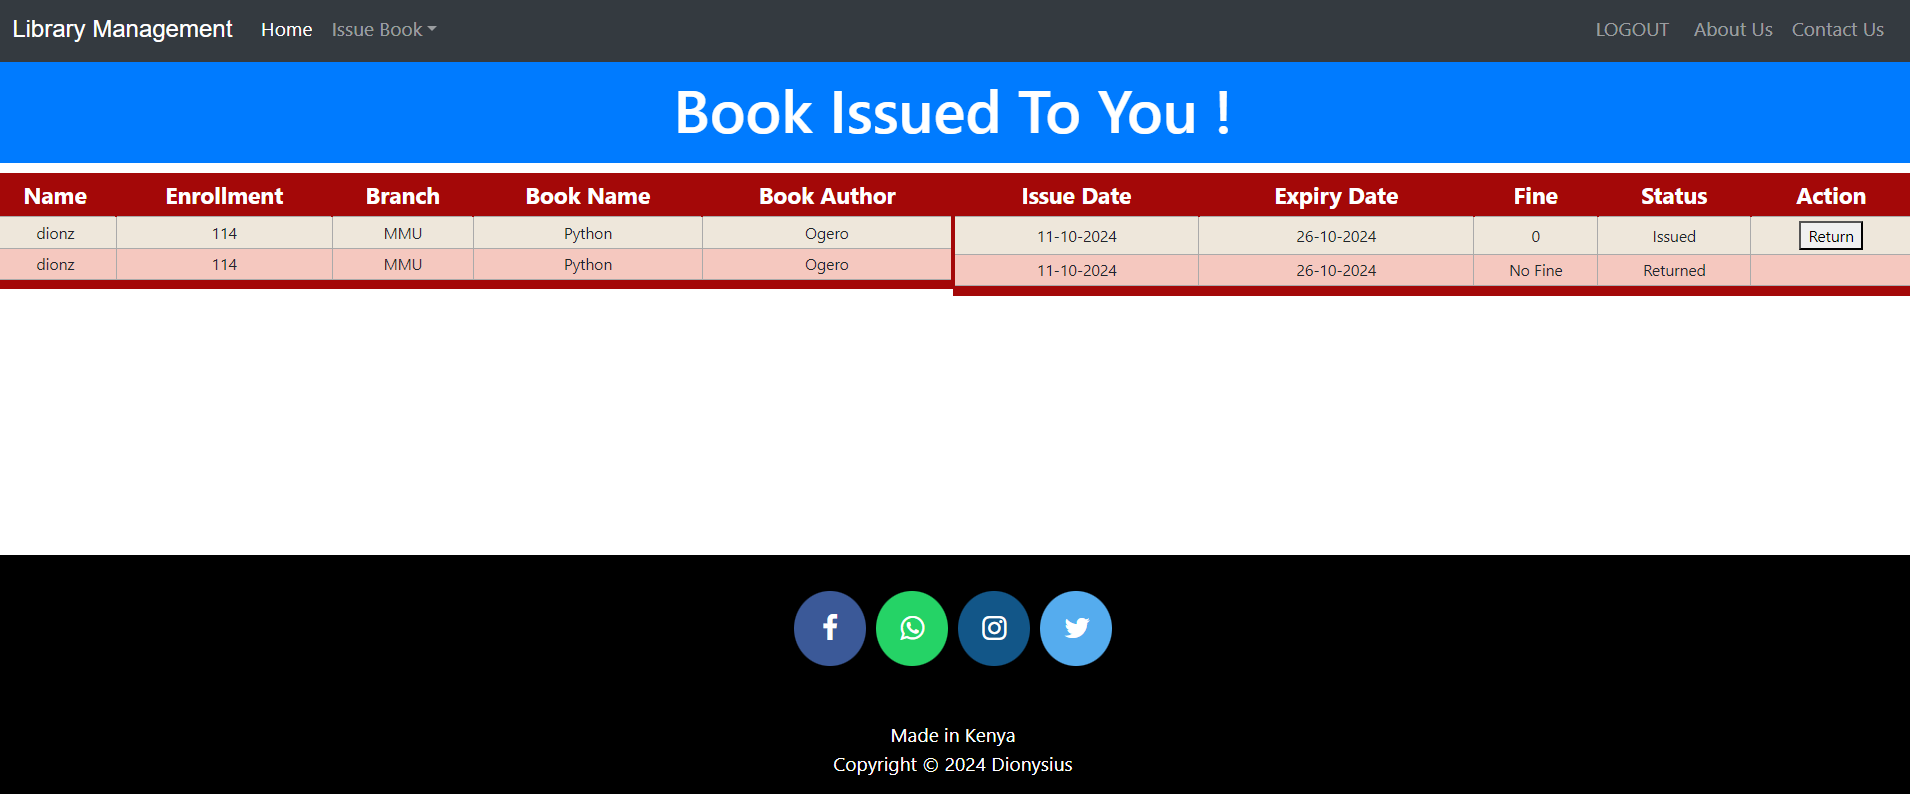 Library Management Home Issue Book LOGOUT About Us Contact Us
Book Issued To You !
Name Enrollment Branch Book Name Book Author Issue Date Expiry Date Fine Status Action
dionz 114 MMU Python Ogero 11-10-2024 26-10-2024 0 Issued Return
dionz 114 MMU Python Ogero 11-10-2024 26-10-2024 No Fine Returned
Made in Kenya
Copyright © 2024 Dionysius